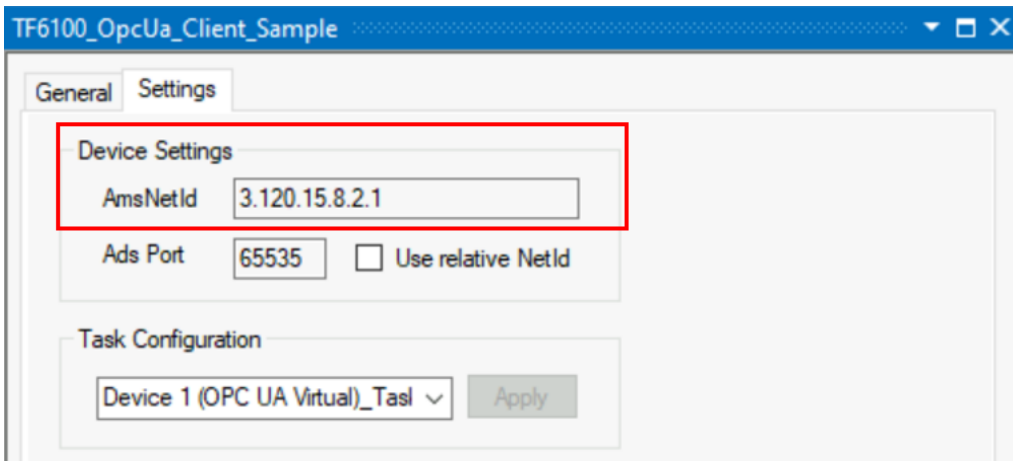 TF6100_OpcUa_Client_Sample
General Settings
Device Settings
AmsNetId 3.120.15.8.2.1
Ads Port 65535 Use relative NetId
Task Configuration
Device 1 (OPC UA Virtual)_Tasl Apply